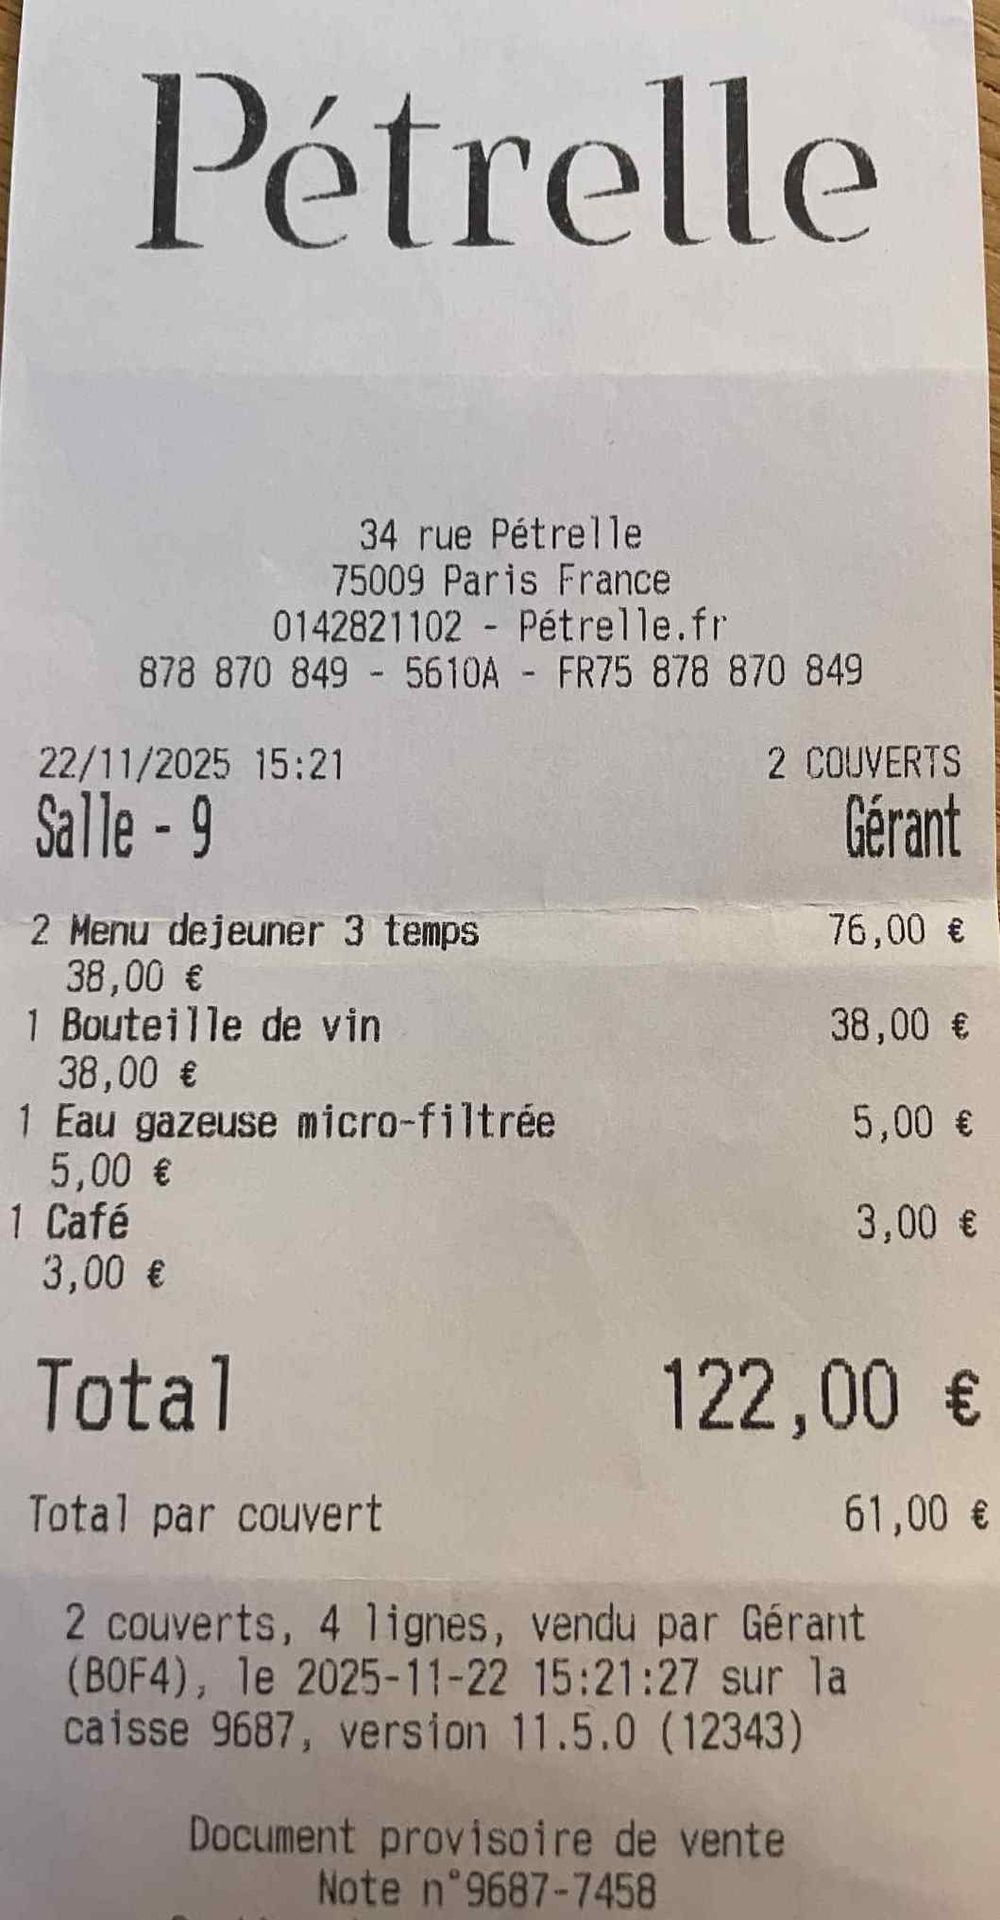 Pétrelle
34 rue Pétrelle
75009 Paris France
0142821102 - Pétrelle.fr
878 870 849 - 5610A - FR75 878 870 849
22/11/2025 15:21 2 COUVERTS
Salle - 9 Gérant
2 Menu dejeuner 3 temps 76,00 €
38,00 €
1 Bouteille de vin 38,00 €
38,00 €
1 Eau gazeuse micro-filtrée 5,00 €
5,00 €
1 Café 3,00 €
3,00 €
Total 122,00 €
Total par couvert 61,00 €
2 couverts, 4 lignes, vendu par Gérant
(BOF4), le 2025-11-22 15:21:27 sur la
caisse 9687, version 11.5.0 (12343)
Document provisoire de vente
Note n°9687-7458